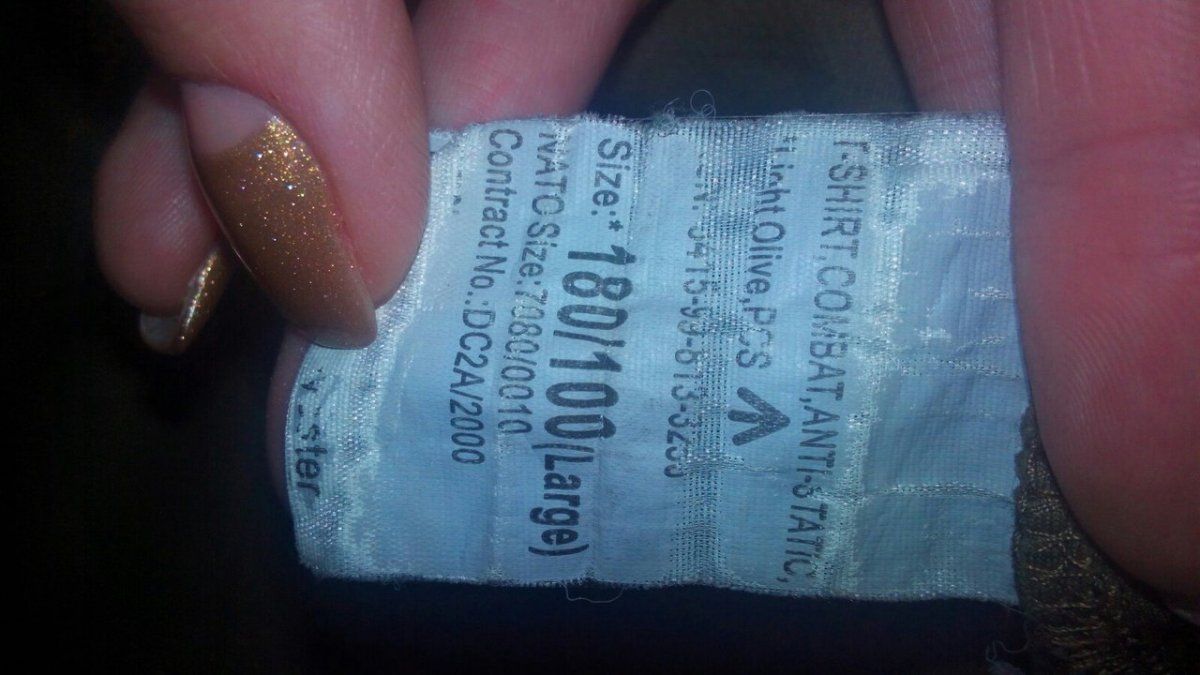 T-SHIRT,COMBAT,ANTI-STATIC,
Light Olive,PCS
Size:*180/100(Large)
NATO Size:7080/0010
Contract No.:DC2A/2000